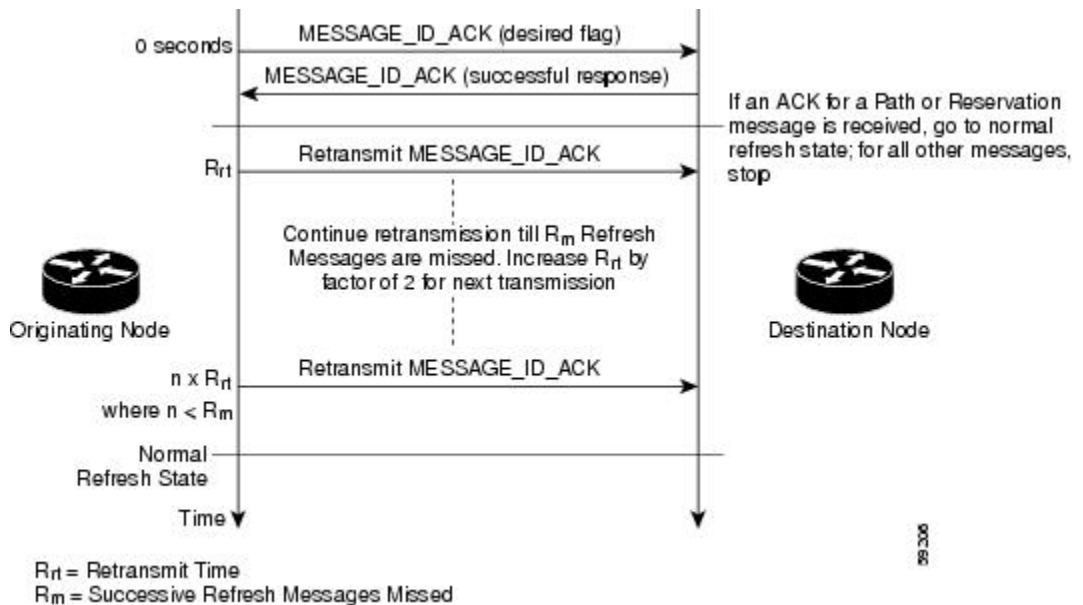 0 seconds
MESSAGE_ID_ACK (desired flag)
MESSAGE_ID_ACK (successful response)
If an ACK for a Path or Reservation
message is received, go to normal
refresh state; for all other messages,
stop
Rrt
Retransmit MESSAGE_ID_ACK
Continue retransmission till Rm Refresh
Messages are missed. Increase Rrt by
factor of 2 for next transmission
Originating Node
Destination Node
n x Rrt
Retransmit MESSAGE_ID_ACK
where n < Rm
Normal
Refresh State
Time
Rrt = Retransmit Time
Rm = Successive Refresh Messages Missed